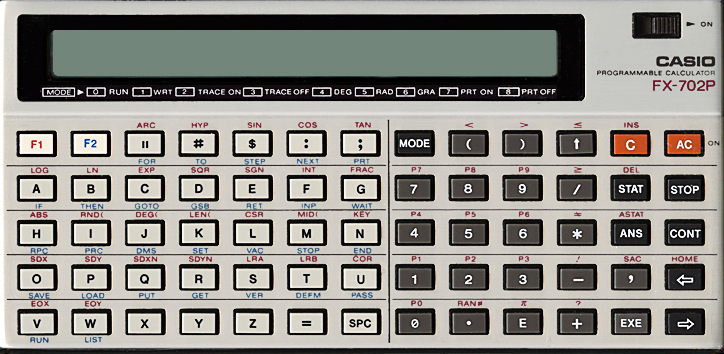 ON
CASIO
PROGRAMMABLE CALCULATOR
FX-702P
MODE ► 0 RUN 1 WRT 2 TRACE ON 3 TRACE OFF 4 DEG 5 RAD 6 GRA 7 PRT ON 8 PRT OFF
ARC HYP SIN COS TAN < > ≤ INS
F1 F2 " # $ : ; MODE ( ) ↑ C AC ON
FOR TO STEP NEXT PRT
LOG LN EXP SQR SGN INT FRAC P7 P8 P9 ≥ DEL
A B C D E F G 7 8 9 / STAT STOP
IF THEN GOTO GSB RET INP WAIT
ABS RND( DEG( LEN( CSR MID( KEY P4 P5 P6 ≠ ASTAT
H I J K L M N 4 5 6 * ANS CONT
RPC PRC DMS SET VAC STOP END
SDX SDY SDXN SDYN LRA LRB COR P1 P2 P3 ! SAC HOME
O P Q R S T U 1 2 3 − , ⇦
SAVE LOAD PUT GET VER DEFM PASS
EOX EOY P0 RAN# π ?
V W X Y Z = SPC 0 . E + EXE ⇨
RUN LIST